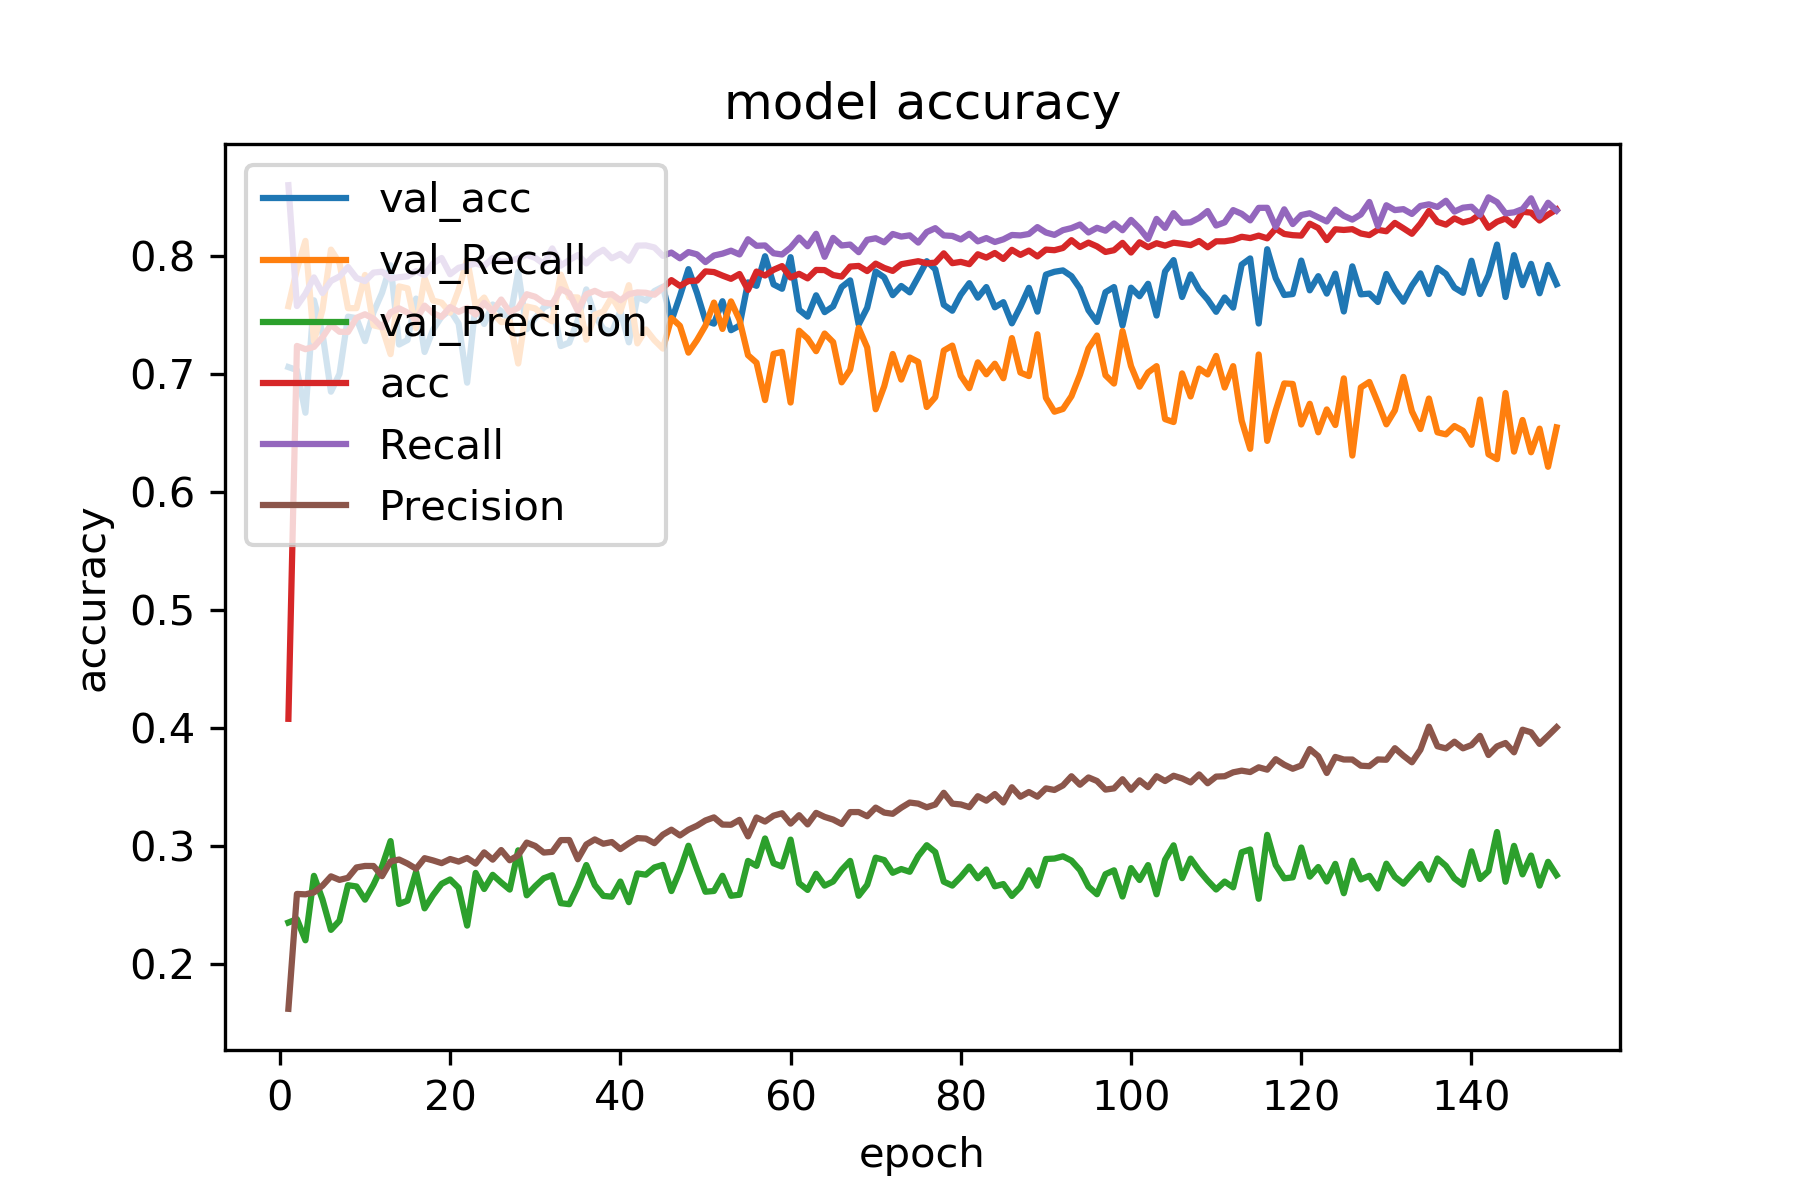 model accuracy
val_acc
val_Recall
val_Precision
acc
Recall
Precision
accuracy
0.8
0.7
0.6
0.5
0.4
0.3
0.2
0 20 40 60 80 100 120 140
epoch